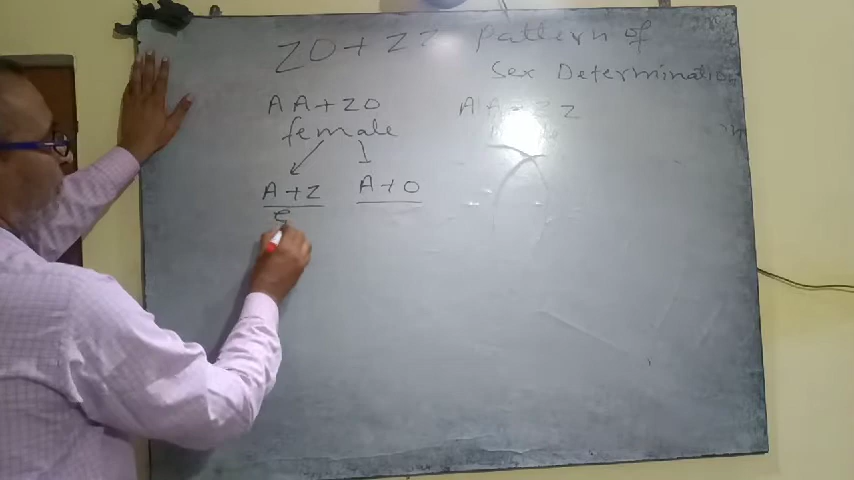 ZO + ZZ Pattern of
Sex Determination
AA + ZO AA + ZZ
female
A + Z A + O
e